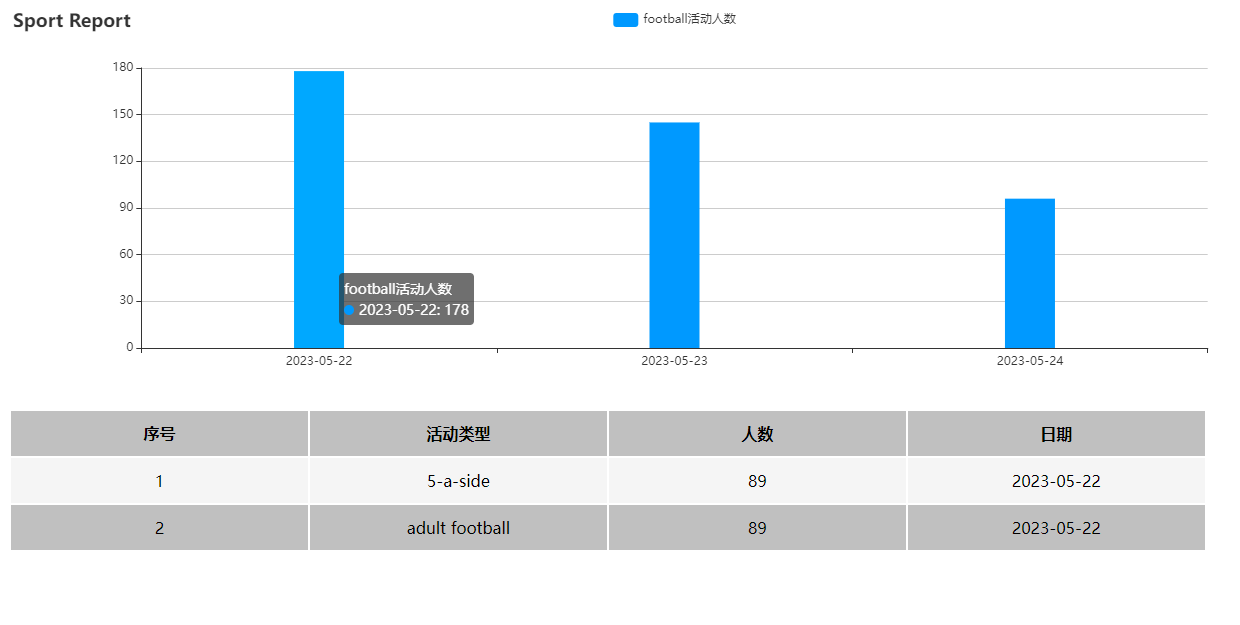 Sport Report
football活动人数
180
150
120
90
60
30
0
football活动人数
2023-05-22: 178
2023-05-22 2023-05-23 2023-05-24
序号 活动类型 人数 日期
1 5-a-side 89 2023-05-22
2 adult football 89 2023-05-22